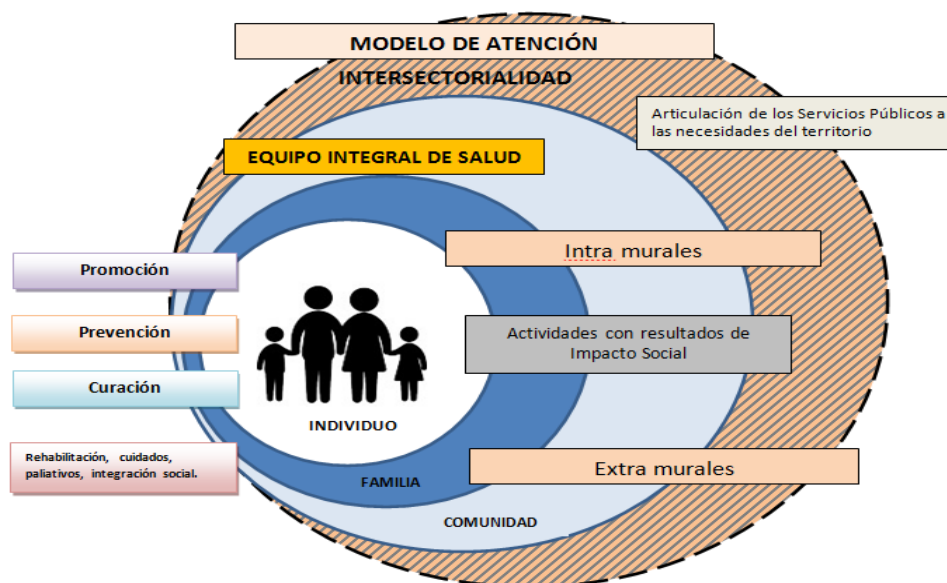 MODELO DE ATENCIÓN
INTERSECTORIALIDAD
Articulación de los Servicios Públicos a
las necesidades del territorio
EQUIPO INTEGRAL DE SALUD
Intra murales
Promoción
Prevención
Actividades con resultados de
Impacto Social
Curación
INDIVIDUO
Rehabilitación, cuidados,
paliativos, integración social.
Extra murales
FAMILIA
COMUNIDAD